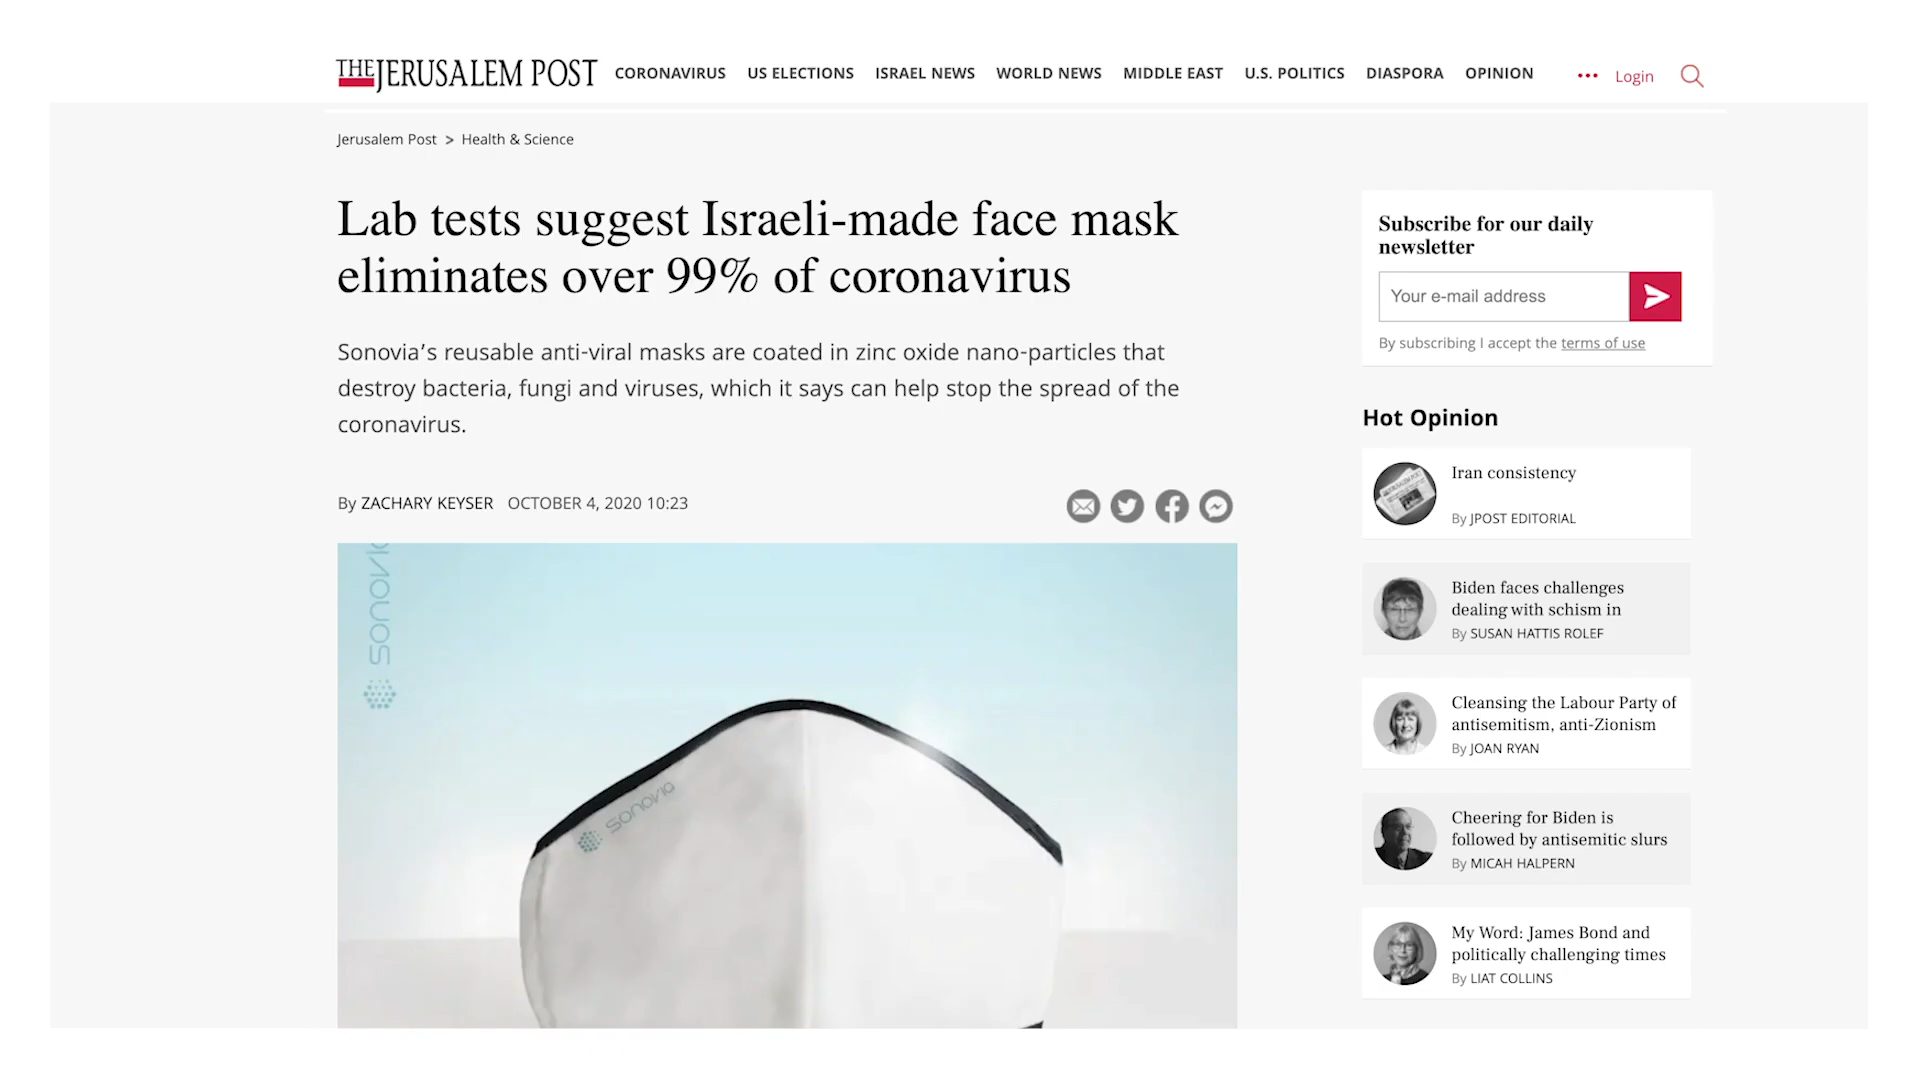 THE JERUSALEM POST CORONAVIRUS US ELECTIONS ISRAEL NEWS WORLD NEWS MIDDLE EAST U.S. POLITICS DIASPORA OPINION ••• Login
Jerusalem Post > Health & Science
Lab tests suggest Israeli-made face mask
eliminates over 99% of coronavirus
Sonovia’s reusable anti-viral masks are coated in zinc oxide nano-particles that
destroy bacteria, fungi and viruses, which it says can help stop the spread of the
coronavirus.
By ZACHARY KEYSER OCTOBER 4, 2020 10:23
sonovia
sonovia
Subscribe for our daily
newsletter
Your e-mail address
By subscribing I accept the terms of use
Hot Opinion
Iran consistency
By JPOST EDITORIAL
Biden faces challenges
dealing with schism in
By SUSAN HATTIS ROLEF
Cleansing the Labour Party of
antisemitism, anti-Zionism
By JOAN RYAN
Cheering for Biden is
followed by antisemitic slurs
By MICAH HALPERN
My Word: James Bond and
politically challenging times
By LIAT COLLINS